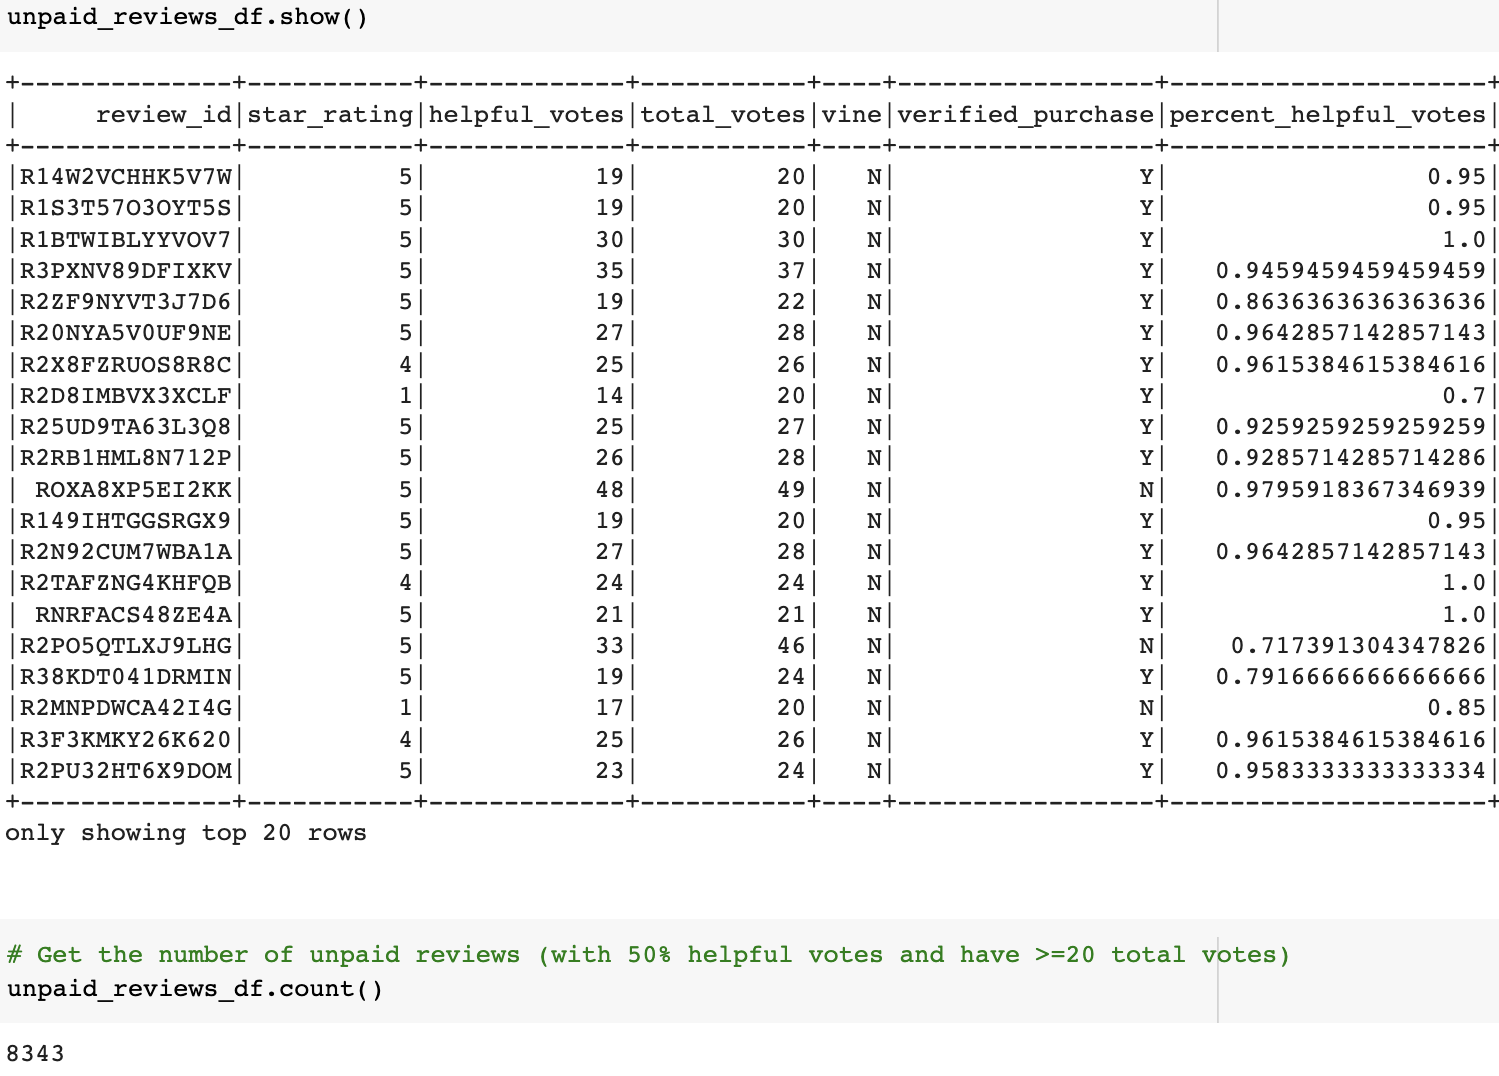 unpaid_reviews_df.show()
+--------------+-----------+-------------+-----------+----+-----------------+---------------------+
|     review_id|star_rating|helpful_votes|total_votes|vine|verified_purchase|percent_helpful_votes|
+--------------+-----------+-------------+-----------+----+-----------------+---------------------+
|R14W2VCHHK5V7W|          5|           19|         20|   N|                Y|                 0.95|
|R1S3T57O3OYT5S|          5|           19|         20|   N|                Y|                 0.95|
|R1BTWIBLYYVOV7|          5|           30|         30|   N|                Y|                  1.0|
|R3PXNV89DFIXKV|          5|           35|         37|   N|                Y|   0.9459459459459459|
|R2ZF9NYVT3J7D6|          5|           19|         22|   N|                Y|   0.8636363636363636|
|R20NYA5V0UF9NE|          5|           27|         28|   N|                Y|   0.9642857142857143|
|R2X8FZRUOS8R8C|          4|           25|         26|   N|                Y|   0.9615384615384616|
|R2D8IMBVX3XCLF|          1|           14|         20|   N|                Y|                  0.7|
|R25UD9TA63L3Q8|          5|           25|         27|   N|                Y|   0.9259259259259259|
|R2RB1HML8N712P|          5|           26|         28|   N|                Y|   0.9285714285714286|
| ROXA8XP5EI2KK|          5|           48|         49|   N|                N|   0.9795918367346939|
|R149IHTGGSRGX9|          5|           19|         20|   N|                Y|                 0.95|
|R2N92CUM7WBA1A|          5|           27|         28|   N|                Y|   0.9642857142857143|
|R2TAFZNG4KHFQB|          4|           24|         24|   N|                Y|                  1.0|
| RNRFACS48ZE4A|          5|           21|         21|   N|                Y|                  1.0|
|R2PO5QTLXJ9LHG|          5|           33|         46|   N|                N|    0.717391304347826|
|R38KDT041DRMIN|          5|           19|         24|   N|                Y|   0.7916666666666666|
|R2MNPDWCA42I4G|          1|           17|         20|   N|                N|                 0.85|
|R3F3KMKY26K620|          4|           25|         26|   N|                Y|   0.9615384615384616|
|R2PU32HT6X9DOM|          5|           23|         24|   N|                Y|   0.9583333333333334|
+--------------+-----------+-------------+-----------+----+-----------------+---------------------+
only showing top 20 rows
# Get the number of unpaid reviews (with 50% helpful votes and have >=20 total votes)
unpaid_reviews_df.count()
8343